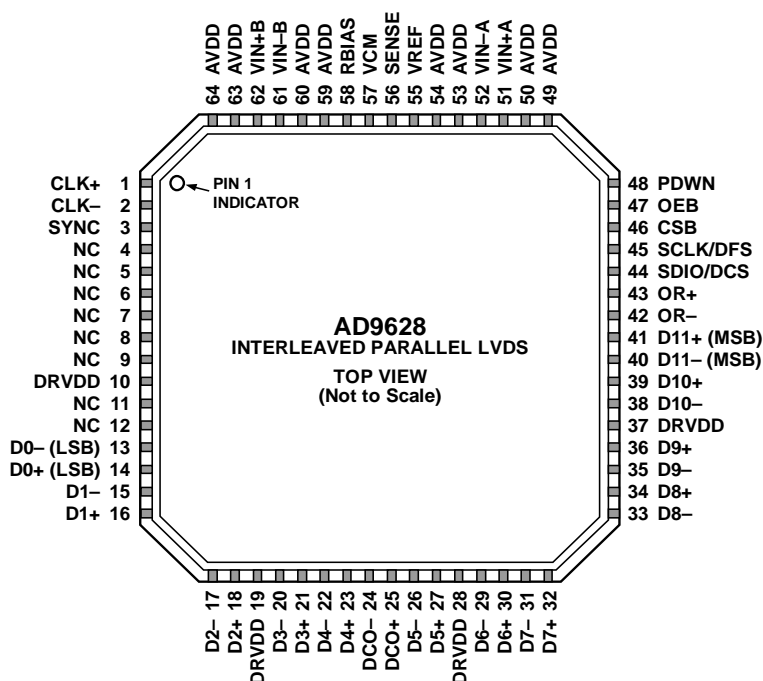 64 AVDD
63 AVDD
62 VIN+B
61 VIN–B
60 AVDD
59 AVDD
58 RBIAS
57 VCM
56 SENSE
55 VREF
54 AVDD
53 AVDD
52 VIN–A
51 VIN+A
50 AVDD
49 AVDD
CLK+ 1
CLK– 2
SYNC 3
NC 4
NC 5
NC 6
NC 7
NC 8
NC 9
DRVDD 10
NC 11
NC 12
D0– (LSB) 13
D0+ (LSB) 14
D1– 15
D1+ 16
PIN 1
INDICATOR
AD9628
INTERLEAVED PARALLEL LVDS
TOP VIEW
(Not to Scale)
48 PDWN
47 OEB
46 CSB
45 SCLK/DFS
44 SDIO/DCS
43 OR+
42 OR–
41 D11+ (MSB)
40 D11– (MSB)
39 D10+
38 D10–
37 DRVDD
36 D9+
35 D9–
34 D8+
33 D8–
D2– 17
D2+ 18
DRVDD 19
D3– 20
D3+ 21
D4– 22
D4+ 23
DCO– 24
DCO+ 25
D5– 26
D5+ 27
DRVDD 28
D6– 29
D6+ 30
D7– 31
D7+ 32